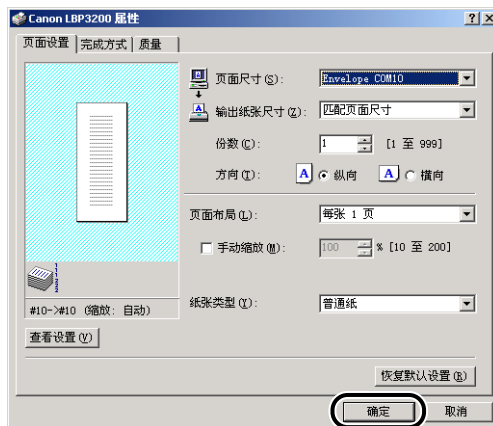 Canon LBP3200 属性
页面设置 完成方式 质量
页面尺寸(S): Envelope COM10
输出纸张尺寸(Z): 匹配页面尺寸
份数(C): 1 [1 至 999]
方向(T): A 纵向 A 横向
页面布局(L): 每张 1 页
手动缩放(M): 100 % [10 至 200]
纸张类型(Y): 普通纸
#10->#10 (缩放: 自动)
查看设置(V)
恢复默认设置(R)
确定 取消